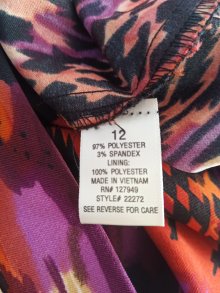 12
97% POLYESTER
3% SPANDEX
LINING:
100% POLYESTER
MADE IN VIETNAM
RN# 127949
STYLE# 22272
SEE REVERSE FOR CARE